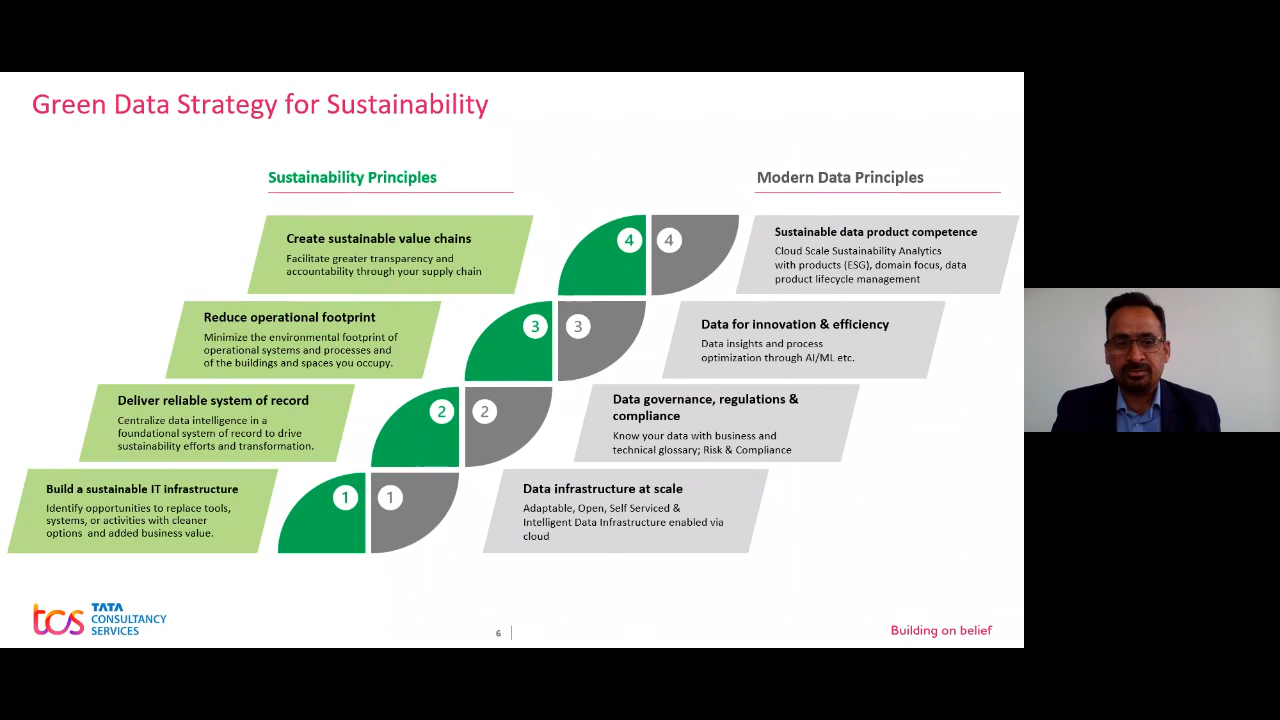 Green Data Strategy for Sustainability
Sustainability Principles
Modern Data Principles
Create sustainable value chains
Facilitate greater transparency and
accountability through your supply chain
4
4
Sustainable data product competence
Cloud Scale Sustainability Analytics
with products (ESG), domain focus, data
product lifecycle management
Reduce operational footprint
Minimize the environmental footprint of
operational systems and processes and
of the buildings and spaces you occupy.
3
3
Data for innovation & efficiency
Data insights and process
optimization through AI/ML etc.
Deliver reliable system of record
Centralize data intelligence in a
foundational system of record to drive
sustainability efforts and transformation.
2
2
Data governance, regulations &
compliance
Know your data with business and
technical glossary; Risk & Compliance
Build a sustainable IT infrastructure
Identify opportunities to replace tools,
systems, or activities with cleaner
options and added business value.
1
1
Data infrastructure at scale
Adaptable, Open, Self Serviced &
Intelligent Data Infrastructure enabled via
cloud
tcs
TATA
CONSULTANCY
SERVICES
6
Building on belief